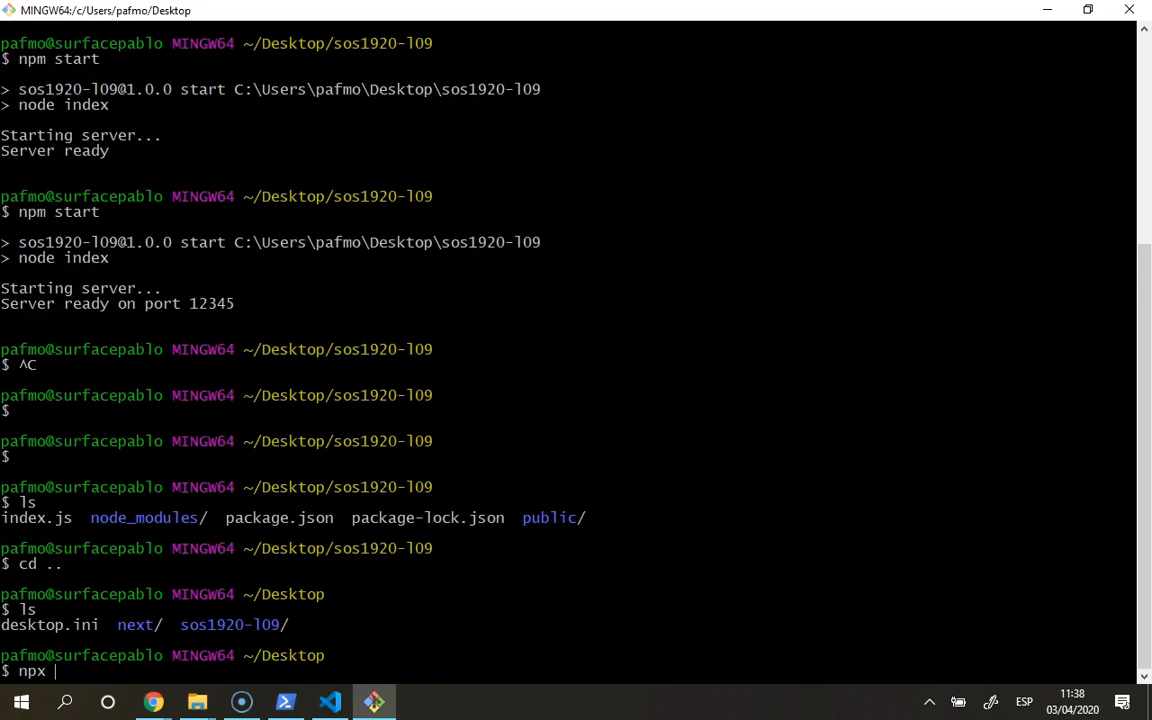 MINGW64:/c/Users/pafmo/Desktop
pafmo@surfacepablo MINGW64 ~/Desktop/sos1920-l09
$ npm start
> sos1920-l09@1.0.0 start C:\Users\pafmo\Desktop\sos1920-l09
> node index
Starting server...
Server ready
pafmo@surfacepablo MINGW64 ~/Desktop/sos1920-l09
$ npm start
> sos1920-l09@1.0.0 start C:\Users\pafmo\Desktop\sos1920-l09
> node index
Starting server...
Server ready on port 12345
pafmo@surfacepablo MINGW64 ~/Desktop/sos1920-l09
$ ^C
pafmo@surfacepablo MINGW64 ~/Desktop/sos1920-l09
$
pafmo@surfacepablo MINGW64 ~/Desktop/sos1920-l09
$
pafmo@surfacepablo MINGW64 ~/Desktop/sos1920-l09
$ ls
index.js node_modules/ package.json package-lock.json public/
pafmo@surfacepablo MINGW64 ~/Desktop/sos1920-l09
$ cd ..
pafmo@surfacepablo MINGW64 ~/Desktop
$ ls
desktop.ini next/ sos1920-l09/
pafmo@surfacepablo MINGW64 ~/Desktop
$ npx
ESP
11:38
03/04/2020